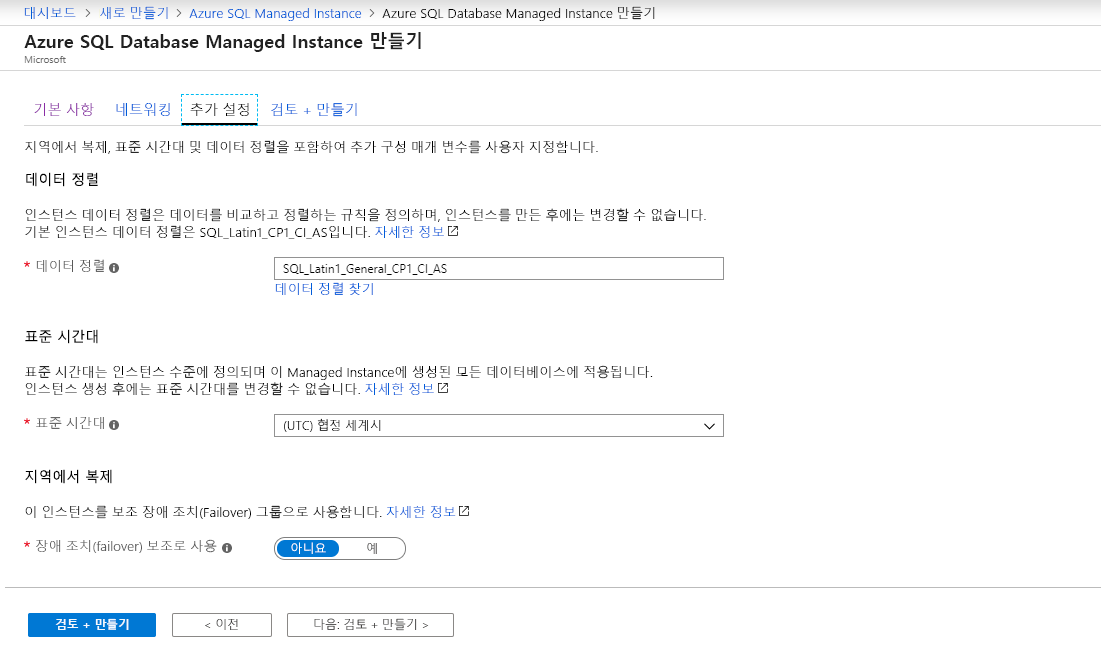 대시보드 > 새로 만들기 > Azure SQL Managed Instance > Azure SQL Database Managed Instance 만들기
Azure SQL Database Managed Instance 만들기
Microsoft
기본 사항 네트워킹 추가 설정 검토 + 만들기
지역에서 복제, 표준 시간대 및 데이터 정렬을 포함하여 추가 구성 매개 변수를 사용자 지정합니다.
데이터 정렬
인스턴스 데이터 정렬은 데이터를 비교하고 정렬하는 규칙을 정의하며, 인스턴스를 만든 후에는 변경할 수 없습니다.
기본 인스턴스 데이터 정렬은 SQL_Latin1_CP1_CI_AS입니다. 자세한 정보
* 데이터 정렬 SQL_Latin1_General_CP1_CI_AS
데이터 정렬 찾기
표준 시간대
표준 시간대는 인스턴스 수준에 정의되며 이 Managed Instance에 생성된 모든 데이터베이스에 적용됩니다.
인스턴스 생성 후에는 표준 시간대를 변경할 수 없습니다. 자세한 정보
* 표준 시간대 (UTC) 협정 세계시
지역에서 복제
이 인스턴스를 보조 장애 조치(Failover) 그룹으로 사용합니다. 자세한 정보
* 장애 조치(failover) 보조로 사용 아니요 예
검토 + 만들기 < 이전 다음: 검토 + 만들기 >